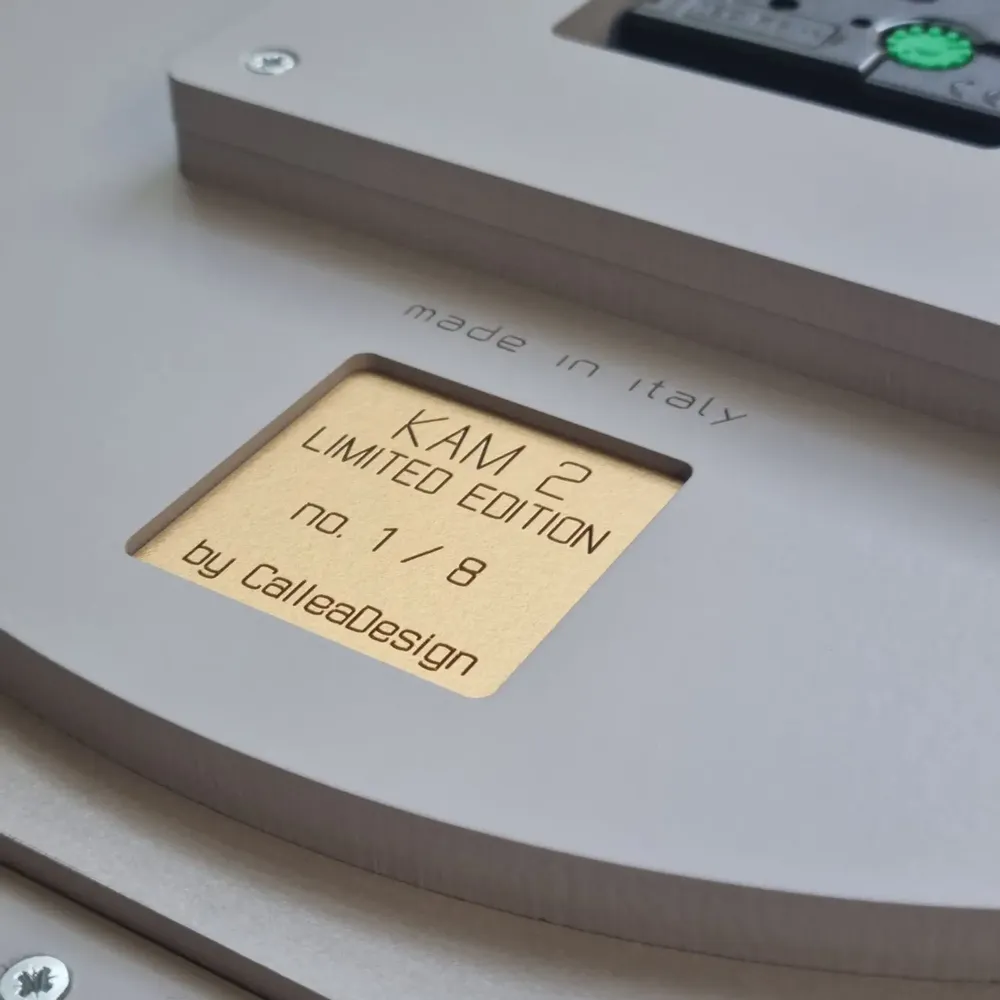 made in italy
KAM 2
LIMITED EDITION
no. 1 / 8
by CalleaDesign